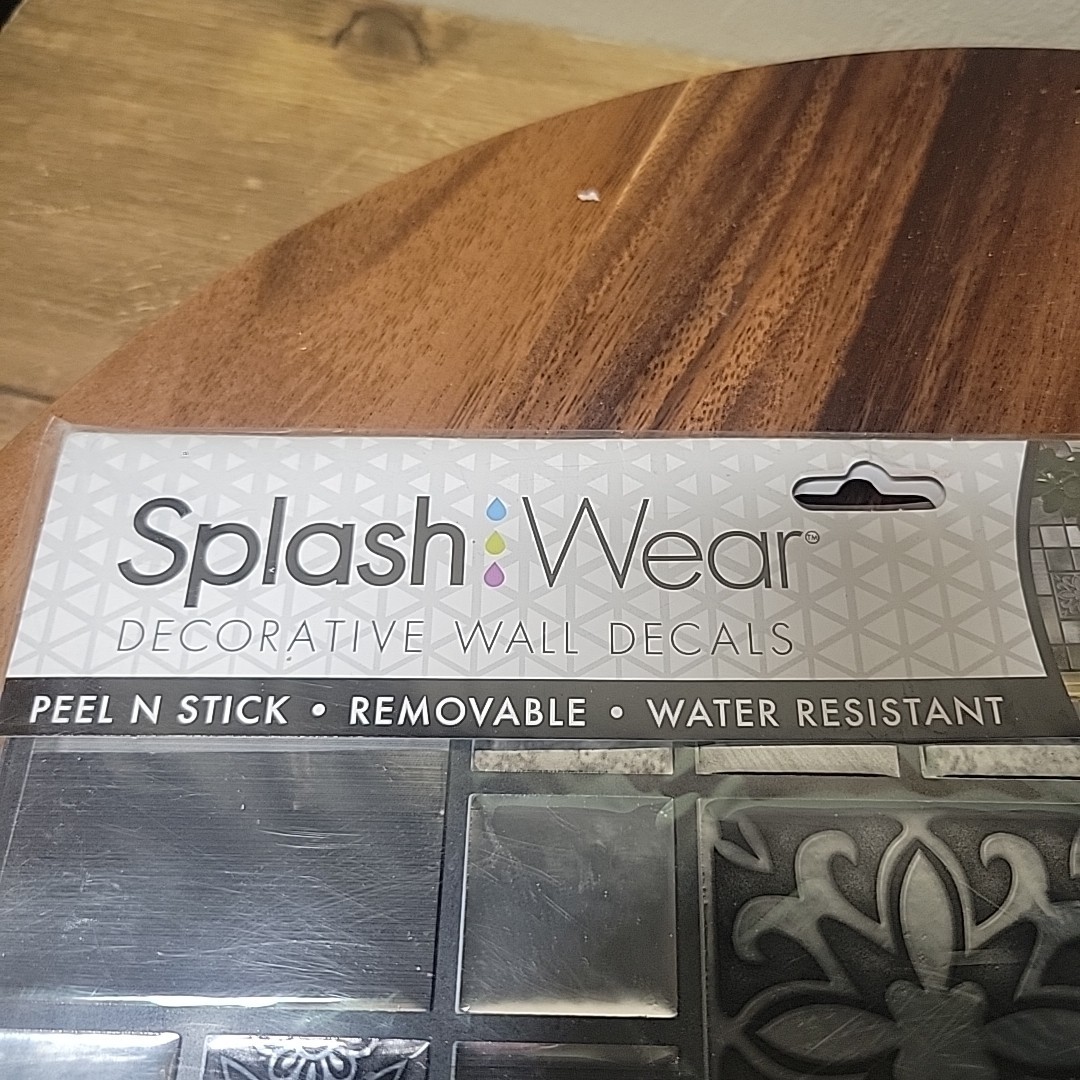 Splash Wear™
DECORATIVE WALL DECALS
PEEL N STICK • REMOVABLE • WATER RESISTANT